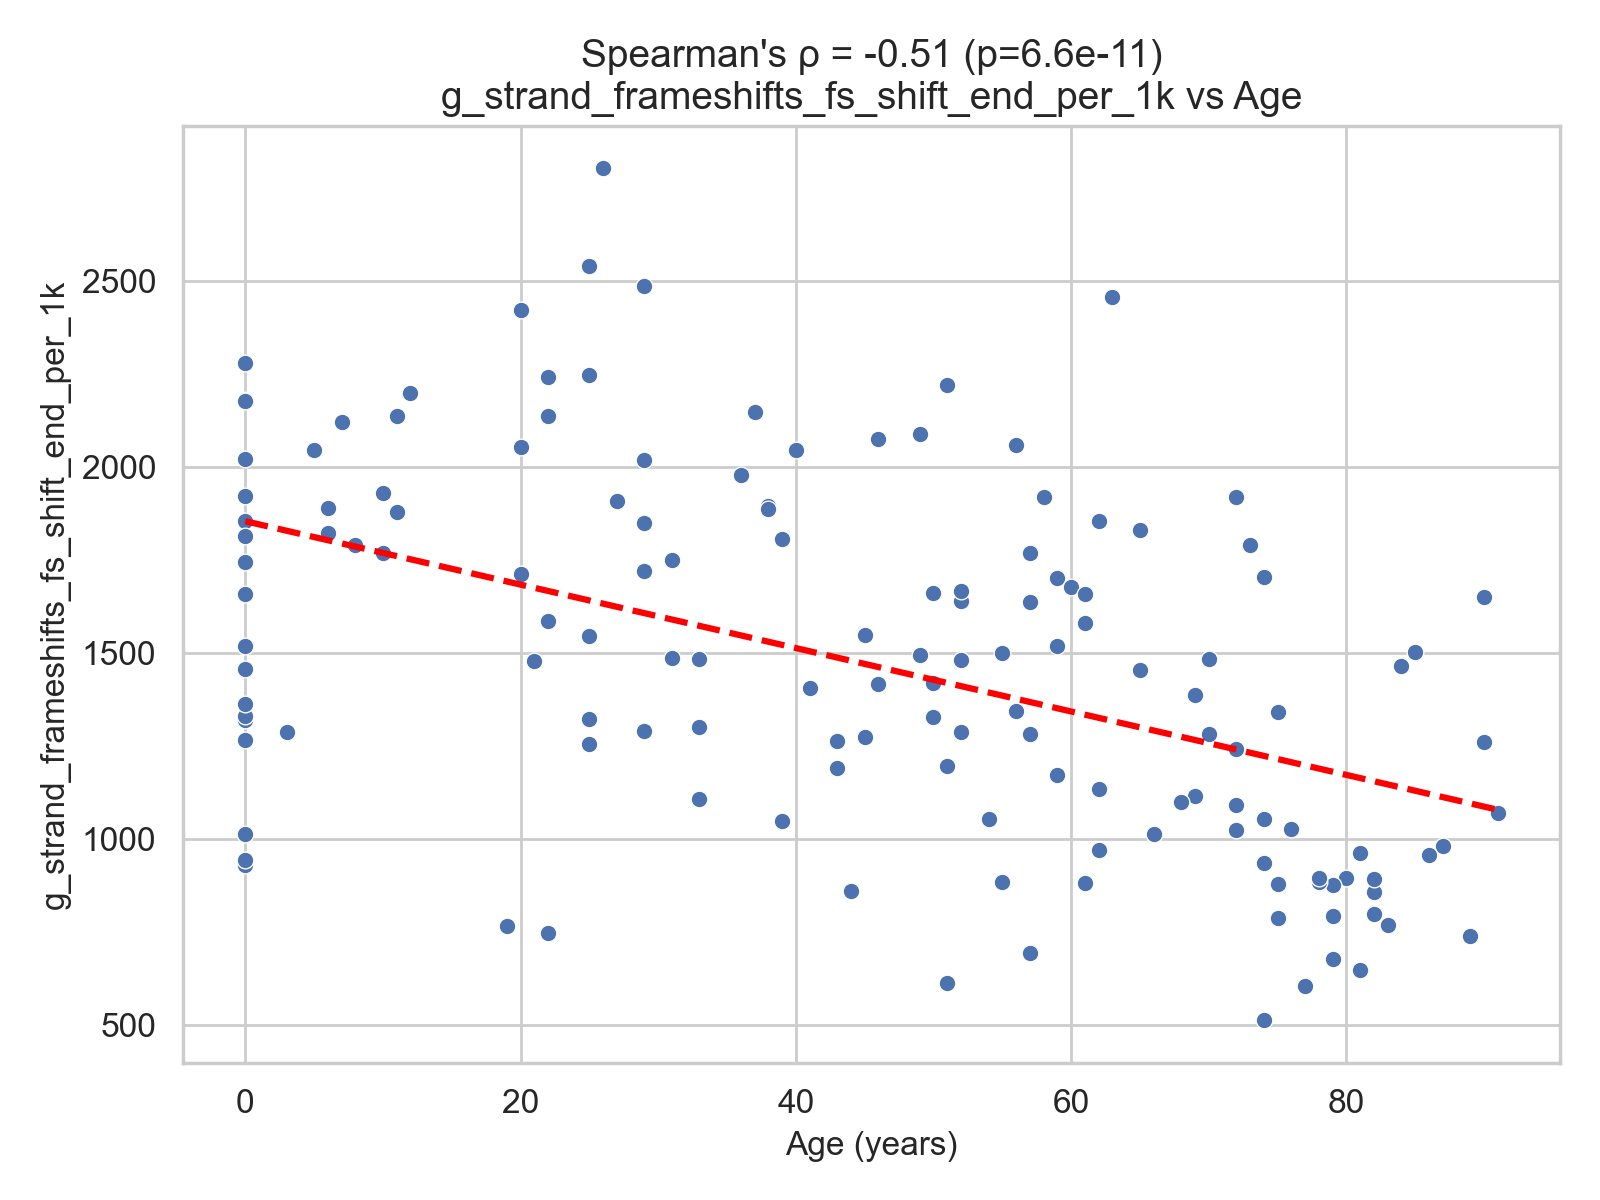 Spearman's ρ = -0.51 (p=6.6e-11)
g_strand_frameshifts_fs_shift_end_per_1k vs Age
g_strand_frameshifts_fs_shift_end_per_1k
2500
2000
1500
1000
500
0 20 40 60 80
Age (years)